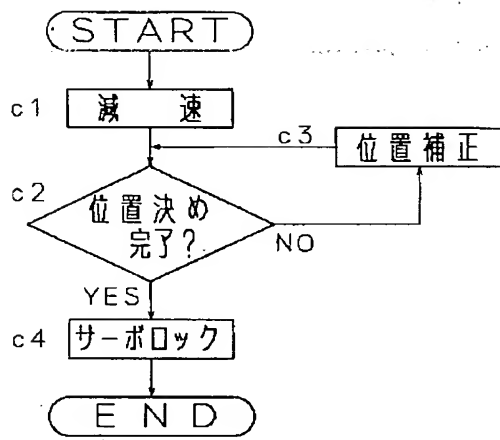 START
c1
減速
c3
位置補正
c2
位置決め
完了?
NO
YES
c4
サーボロック
END